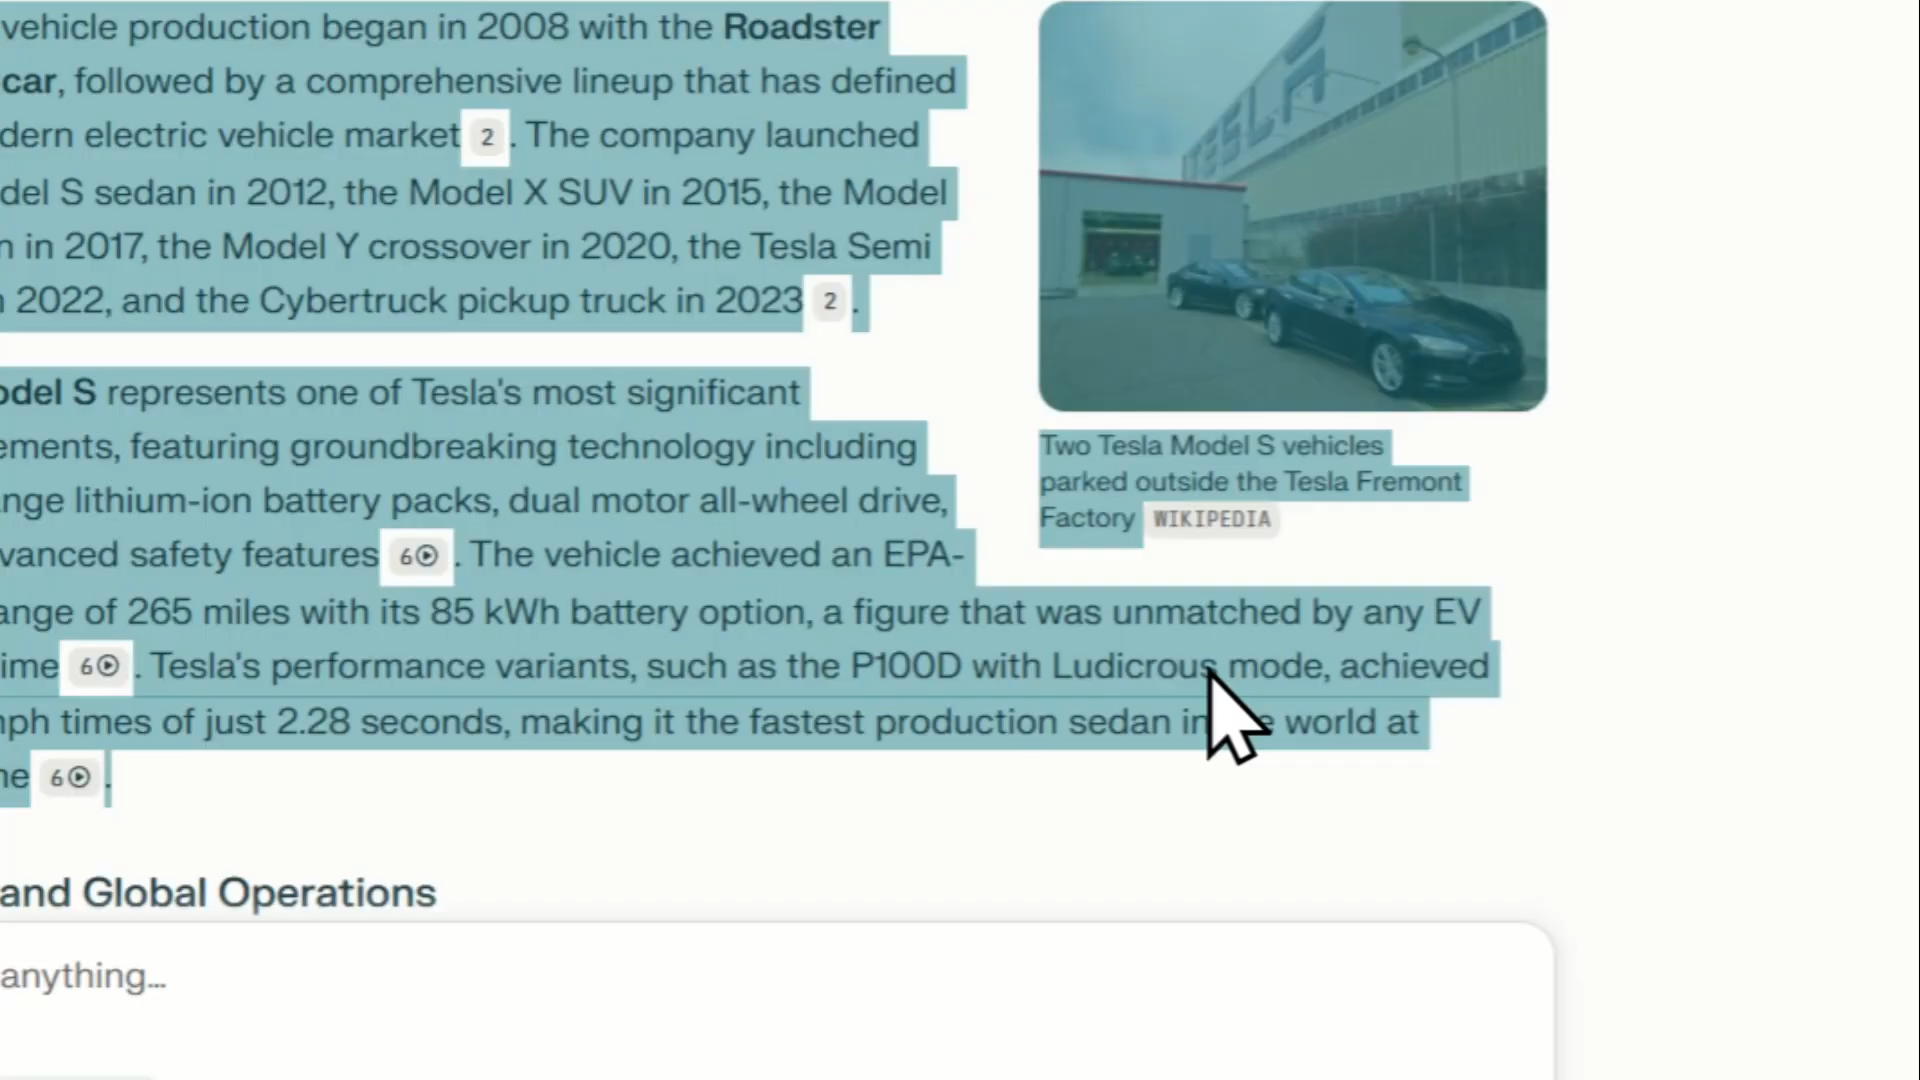 vehicle production began in 2008 with the Roadster
car, followed by a comprehensive lineup that has defined
dern electric vehicle market 2 . The company launched
del S sedan in 2012, the Model X SUV in 2015, the Model
n in 2017, the Model Y crossover in 2020, the Tesla Semi
2022, and the Cybertruck pickup truck in 2023 2 .
odel S represents one of Tesla's most significant
ements, featuring groundbreaking technology including
nge lithium-ion battery packs, dual motor all-wheel drive,
vanced safety features 6 . The vehicle achieved an EPA-
ange of 265 miles with its 85 kWh battery option, a figure that was unmatched by any EV
ime 6 . Tesla's performance variants, such as the P100D with Ludicrous mode, achieved
nph times of just 2.28 seconds, making it the fastest production sedan in world at
ne 6 .
TESLA
Two Tesla Model S vehicles
parked outside the Tesla Fremont
Factory WIKIPEDIA
and Global Operations
anything...